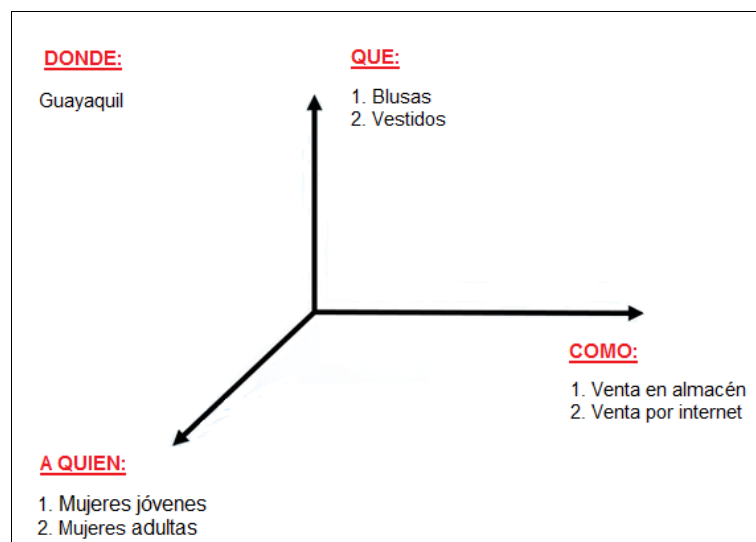 DONDE:
Guayaquil
QUE:
1. Blusas
2. Vestidos
COMO:
1. Venta en almacén
2. Venta por internet
A QUIEN:
1. Mujeres jóvenes
2. Mujeres adultas